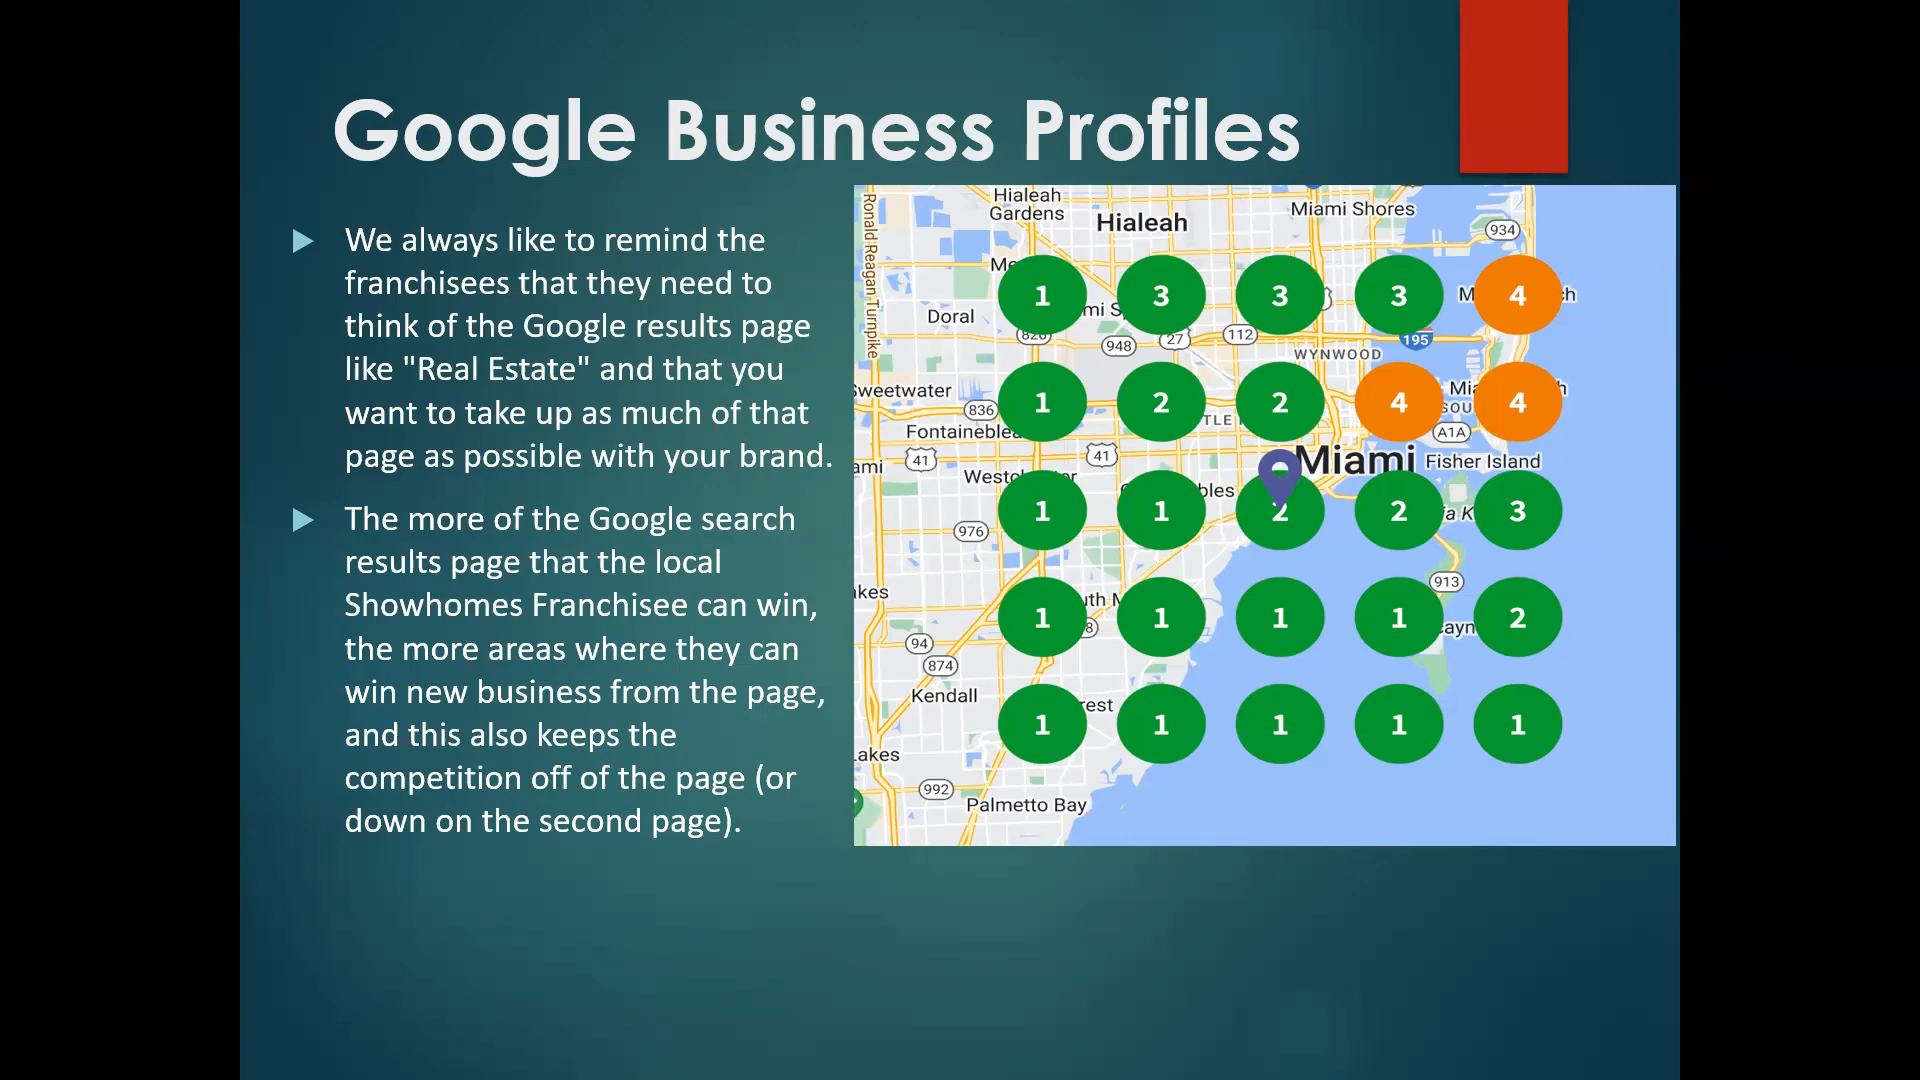 Google Business Profiles
We always like to remind the
franchisees that they need to
think of the Google results page
like "Real Estate" and that you
want to take up as much of that
page as possible with your brand.
The more of the Google search
results page that the local
Showhomes Franchisee can win,
the more areas where they can
win new business from the page,
and this also keeps the
competition off of the page (or
down on the second page).
Ronald Reagan Turnpike
Hialeah
Gardens
Hialeah
Miami Shores
934
1 3 3 3 4
Doral
948
27
112
195
WYNWOOD
Sweetwater
836
1 2 2 4 4
A1A
41
41
Miami
Fisher Island
1 1 2 2 3
976
913
94
874
1 1 1 1 2
Kendall
1 1 1 1 1
992
Palmetto Bay